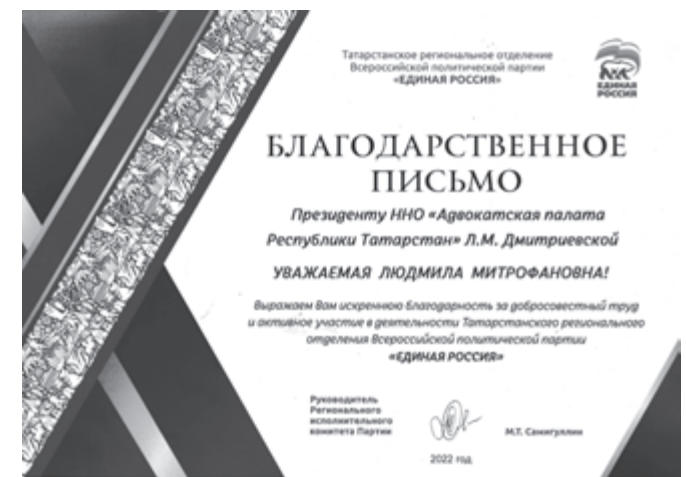 Татарстанское региональное отделение
Всероссийской политической партии
«ЕДИНАЯ РОССИЯ»
ЕДИНАЯ
РОССИЯ
БЛАГОДАРСТВЕННОЕ
ПИСЬМО
Президенту ННО «Адвокатская палата
Республики Татарстан» Л.М. Дмитриевской
УВАЖАЕМАЯ ЛЮДМИЛА МИТРОФАНОВНА!
Выражаем Вам искреннюю благодарность за добросовестный труд
и активное участие в деятельности Татарстанского регионального
отделения Всероссийской политической партии
«ЕДИНАЯ РОССИЯ»
Руководитель
Регионального
исполнительного
комитета Партии
М.Т. Самигуллин
2022 год